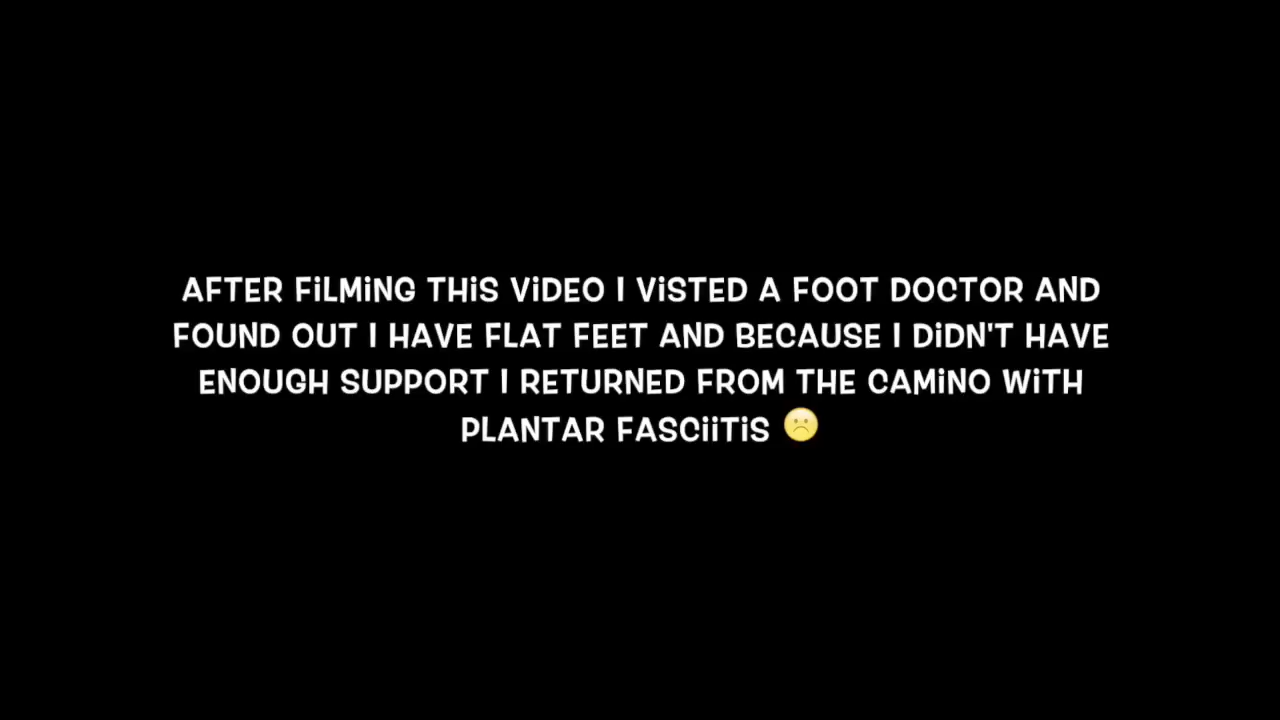 AFTER FiLMiNG THiS ViDEO I ViSTED A FOOT DOCTOR AND
FOUND OUT I HAVE FLAT FEET AND BECAUSE I DiDN'T HAVE
ENOUGH SUPPORT I RETURNED FROM THE CAMiNO WiTH
PLANTAR FASCiiTiS ☹️